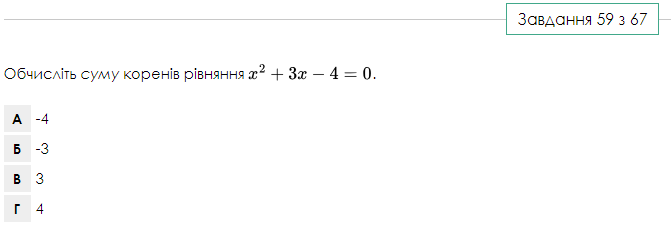 Завдання 59 з 67
Обчисліть суму коренів рівняння x² + 3x − 4 = 0.
А -4
Б -3
В 3
Г 4